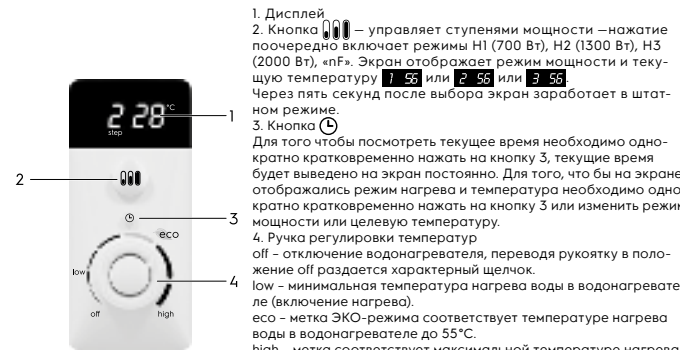 2 28 °C
step
1
2
3
eco
low
4
off
high
1. Дисплей
2. Кнопка — управляет ступенями мощности —нажатие
поочередно включает режимы H1 (700 Вт), H2 (1300 Вт), H3
(2000 Вт), «nF». Экран отображает режим мощности и теку-
щую температуру 1 56 или 2 56 или 3 56.
Через пять секунд после выбора экран заработает в штат-
ном режиме.
3. Кнопка
Для того чтобы посмотреть текущее время необходимо одно-
кратно кратковременно нажать на кнопку 3, текущие время
будет выведено на экран постоянно. Для того, что бы на экране
отображались режим нагрева и температура необходимо одно
кратно кратковременно нажать на кнопку 3 или изменить режим
мощности или целевую температуру.
4. Ручка регулировки температур
off – отключение водонагревателя, переводя рукоятку в поло-
жение off раздается характерный щелчок.
low – минимальная температура нагрева воды в водонагревате
ле (включение нагрева).
eco – метка ЭКО-режима соответствует температуре нагрева
воды в водонагревателе до 55°C.
high – метка соответствует максимальной температуре нагрева